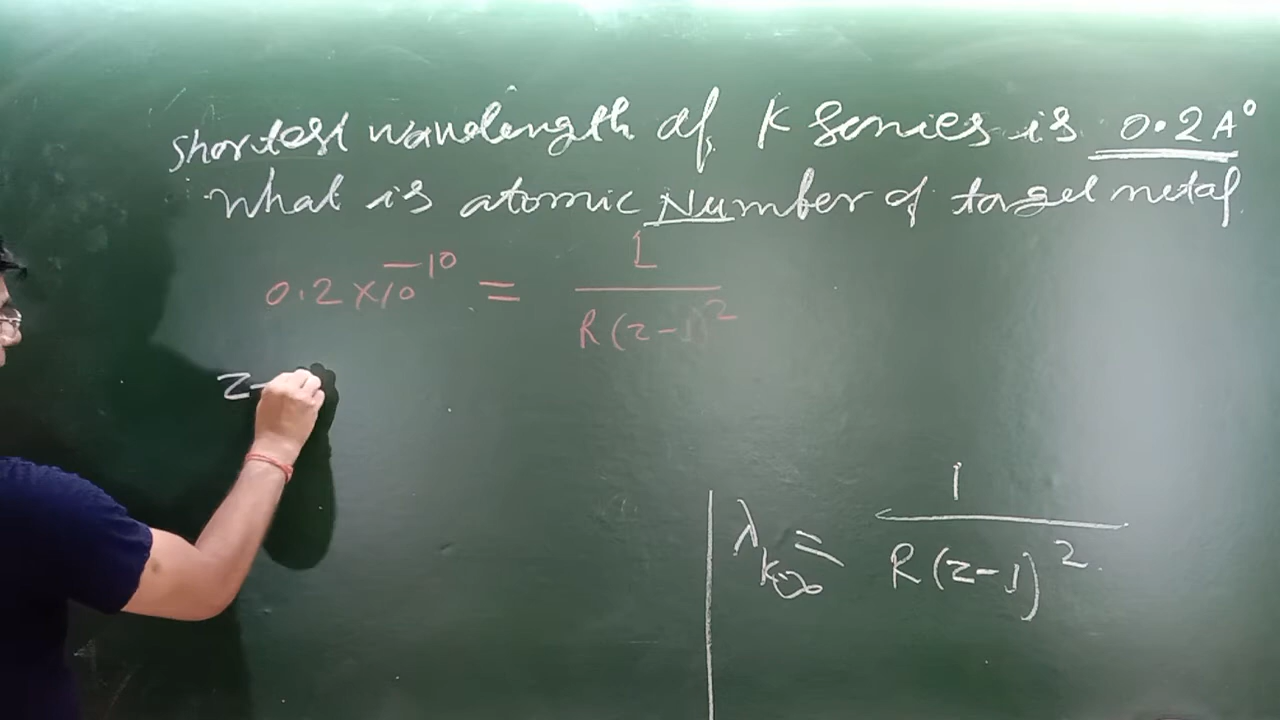 Shortest wavelength of K Series is 0.2 A°
What is atomic Number of target metal.
0.2 × 10⁻¹⁰ = 1 / R(z-1)²
z-
λ_K∞ = 1 / R(z-1)²